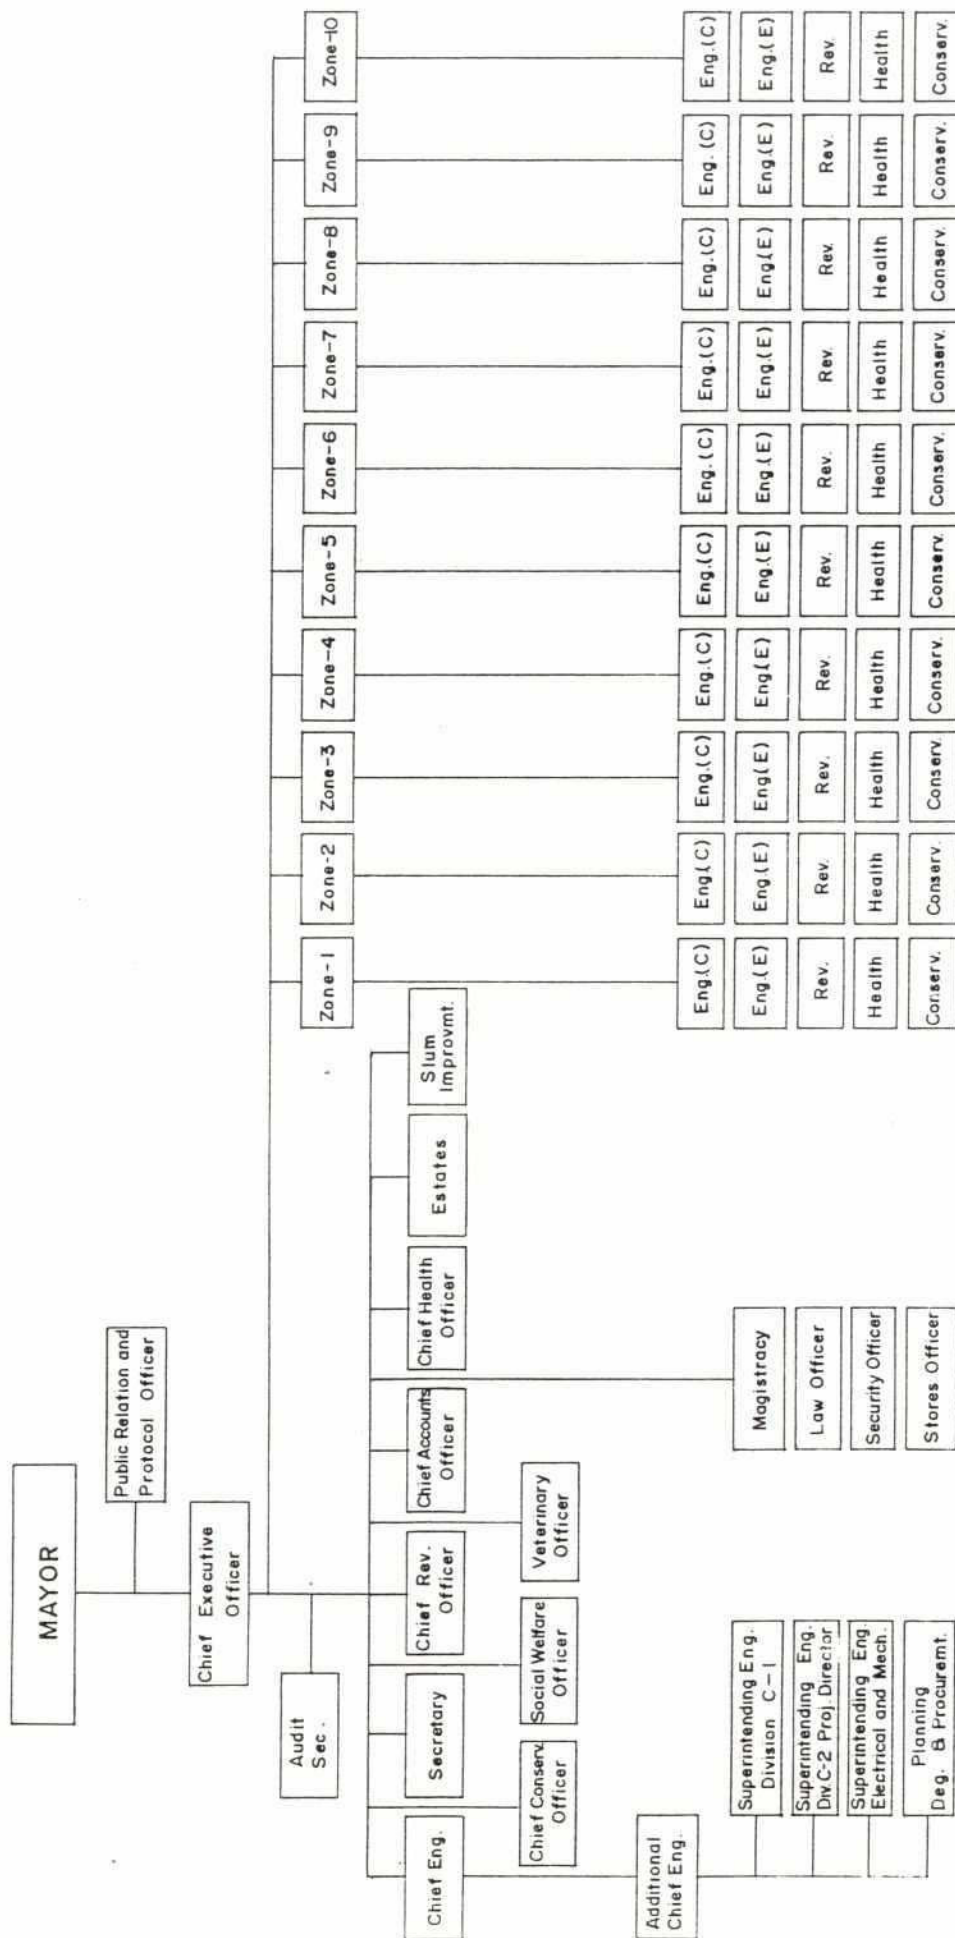 MAYOR
Public Relation and
Protocol Officer
Chief Executive
Officer
Audit
Sec.
Chief Eng.
Secretary
Chief Rev.
Officer
Chief Accounts
Officer
Chief Health
Officer
Estates
Slum
Improvmt.
Chief Conserv.
Officer
Social Welfare
Officer
Veterinary
Officer
Additional
Chief Eng.
Superintending Eng.
Division C-1
Superintending Eng.
Div.C-2 Proj. Director
Superintending Eng.
Electrical and Mech.
Planning
Deg. & Procuremt.
Magistracy
Law Officer
Security Officer
Stores Officer
Zone-1 Zone-2 Zone-3 Zone-4 Zone-5 Zone-6 Zone-7 Zone-8 Zone-9 Zone-10
Eng.(C) Eng.(C) Eng.(C) Eng.(C) Eng.(C) Eng.(C) Eng.(C) Eng.(C) Eng.(C) Eng.(C)
Eng.(E) Eng.(E) Eng(E) Eng(E) Eng.(E) Eng.(E) Eng.(E) Eng(E) Eng.(E) Eng.(E)
Rev. Rev. Rev. Rev. Rev. Rev. Rev. Rev. Rev. Rev.
Health Health Health Health Health Health Health Health Health Health
Conserv. Conserv. Conserv. Conserv. Conserv. Conserv. Conserv. Conserv. Conserv. Conserv.